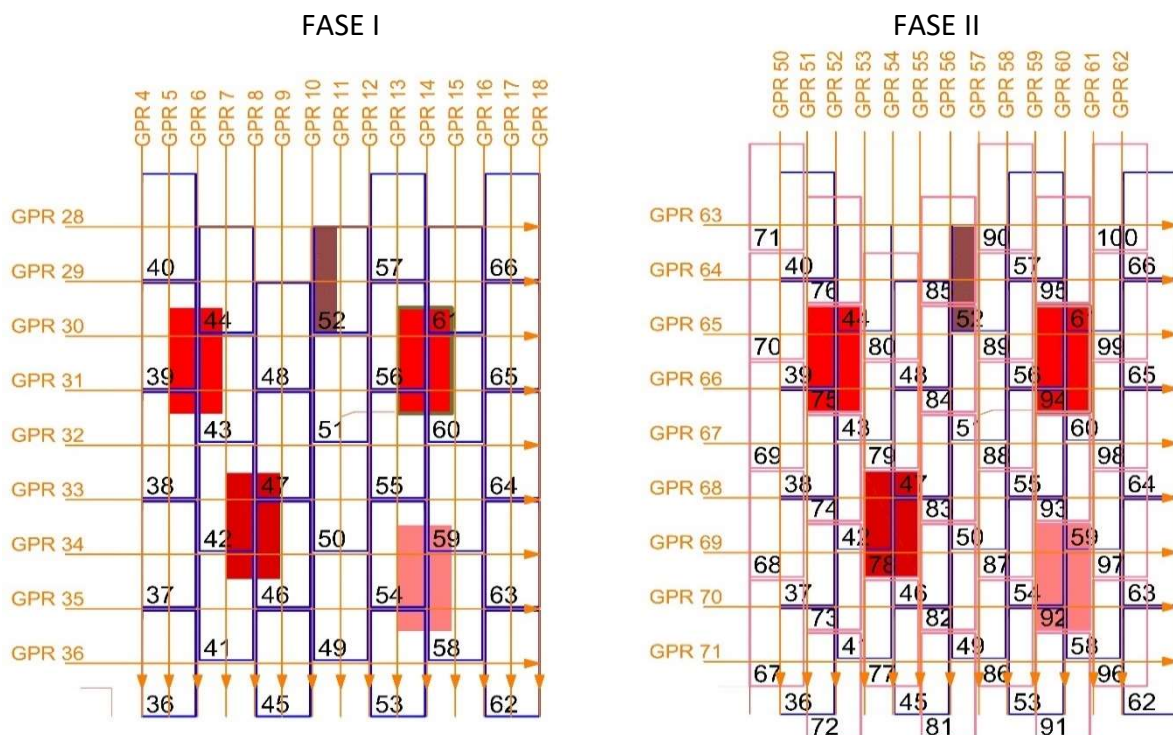 FASE I
GPR 4
GPR 5
GPR 6
GPR 7
GPR 8
GPR 9
GPR 10
GPR 11
GPR 12
GPR 13
GPR 14
GPR 15
GPR 16
GPR 17
GPR 18
GPR 28
GPR 29
40 57 66
GPR 30
44 52 61
GPR 31
39 48 56 65
GPR 32
43 51 60
GPR 33
38 47 55 64
GPR 34
42 50 59
GPR 35
37 46 54 63
GPR 36
41 49 58
36 45 53 62
FASE II
GPR 50
GPR 51
GPR 52
GPR 53
GPR 54
GPR 55
GPR 56
GPR 57
GPR 58
GPR 59
GPR 60
GPR 61
GPR 62
GPR 63
71 90 100
GPR 64
40 57 66
76 85 95
GPR 65
44 52 61
70 80 89 99
GPR 66
39 48 56 65
75 84 94
GPR 67
43 51 60
69 79 88 98
GPR 68
38 47 55 64
74 83 93
GPR 69
42 50 59
68 78 87 97
GPR 70
37 46 54 63
73 82 92
GPR 71
41 49 58
67 77 86 96
36 45 53 62
72 81 91